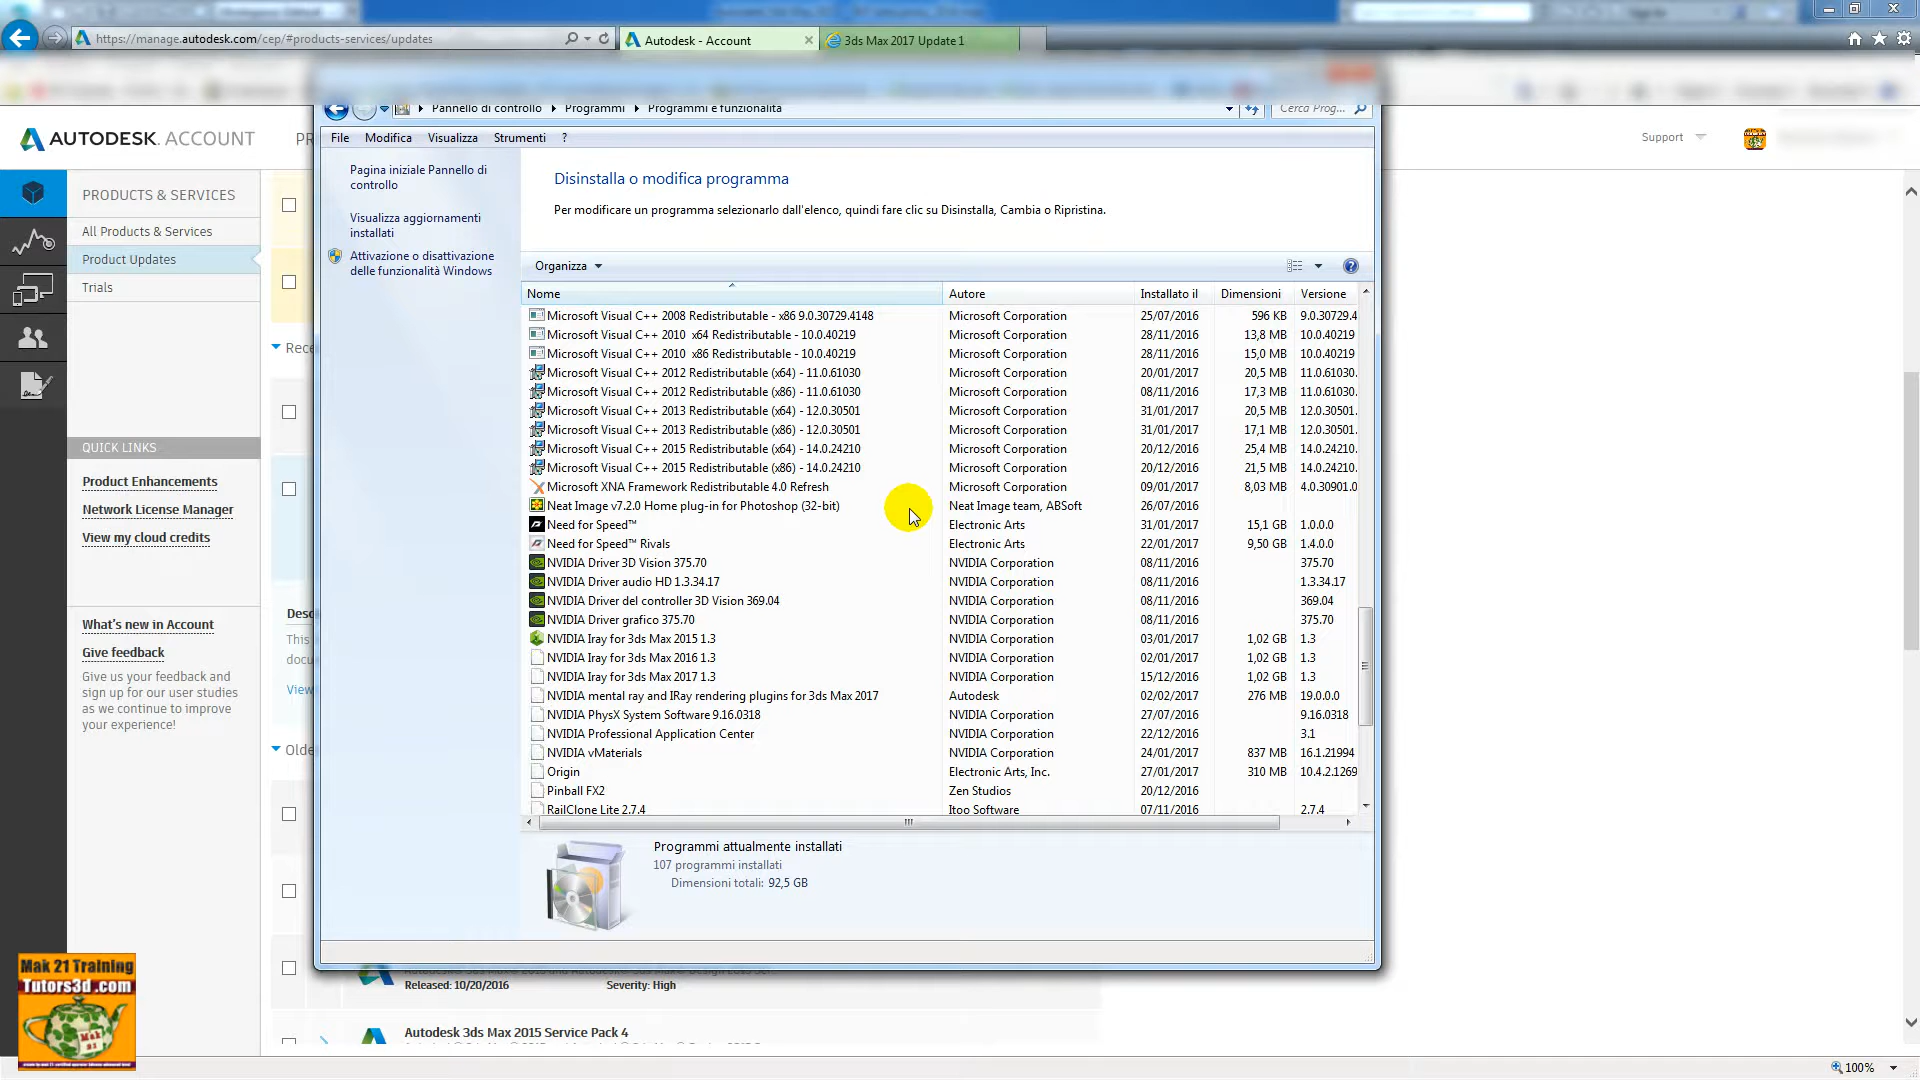 https://manage.autodesk.com/cep/#products-services/updates
Autodesk - Account
3ds Max 2017 Update 1
Pannello di controllo
Programmi
Programmi e funzionalità
Cerca Prog...
AUTODESK. ACCOUNT
PR
Support
File
Modifica
Visualizza
Strumenti
?
PRODUCTS & SERVICES
All Products & Services
Product Updates
Trials
QUICK LINKS
Product Enhancements
Network License Manager
View my cloud credits
What's new in Account
Give feedback
Give us your feedback and
sign up for our user studies
as we continue to improve
your experience!
Rece
Desc
This
docu
View
Olde
Pagina iniziale Pannello di
controllo
Visualizza aggiornamenti
installati
Attivazione o disattivazione
delle funzionalità Windows
Disinstalla o modifica programma
Per modificare un programma selezionarlo dall'elenco, quindi fare clic su Disinstalla, Cambia o Ripristina.
Organizza
Nome Autore Installato il Dimensioni Versione
Microsoft Visual C++ 2008 Redistributable - x86 9.0.30729.4148 Microsoft Corporation 25/07/2016 596 KB 9.0.30729.4
Microsoft Visual C++ 2010 x64 Redistributable - 10.0.40219 Microsoft Corporation 28/11/2016 13,8 MB 10.0.40219
Microsoft Visual C++ 2010 x86 Redistributable - 10.0.40219 Microsoft Corporation 28/11/2016 15,0 MB 10.0.40219
Microsoft Visual C++ 2012 Redistributable (x64) - 11.0.61030 Microsoft Corporation 20/01/2017 20,5 MB 11.0.61030.
Microsoft Visual C++ 2012 Redistributable (x86) - 11.0.61030 Microsoft Corporation 08/11/2016 17,3 MB 11.0.61030.
Microsoft Visual C++ 2013 Redistributable (x64) - 12.0.30501 Microsoft Corporation 31/01/2017 20,5 MB 12.0.30501.
Microsoft Visual C++ 2013 Redistributable (x86) - 12.0.30501 Microsoft Corporation 31/01/2017 17,1 MB 12.0.30501.
Microsoft Visual C++ 2015 Redistributable (x64) - 14.0.24210 Microsoft Corporation 20/12/2016 25,4 MB 14.0.24210.
Microsoft Visual C++ 2015 Redistributable (x86) - 14.0.24210 Microsoft Corporation 20/12/2016 21,5 MB 14.0.24210.
Microsoft XNA Framework Redistributable 4.0 Refresh Microsoft Corporation 09/01/2017 8,03 MB 4.0.30901.0
Neat Image v7.2.0 Home plug-in for Photoshop (32-bit) Neat Image team, ABSoft 26/07/2016
Need for Speed™ Electronic Arts 31/01/2017 15,1 GB 1.0.0.0
Need for Speed™ Rivals Electronic Arts 22/01/2017 9,50 GB 1.4.0.0
NVIDIA Driver 3D Vision 375.70 NVIDIA Corporation 08/11/2016 375.70
NVIDIA Driver audio HD 1.3.34.17 NVIDIA Corporation 08/11/2016 1.3.34.17
NVIDIA Driver del controller 3D Vision 369.04 NVIDIA Corporation 08/11/2016 369.04
NVIDIA Driver grafico 375.70 NVIDIA Corporation 08/11/2016 375.70
NVIDIA Iray for 3ds Max 2015 1.3 NVIDIA Corporation 03/01/2017 1,02 GB 1.3
NVIDIA Iray for 3ds Max 2016 1.3 NVIDIA Corporation 02/01/2017 1,02 GB 1.3
NVIDIA Iray for 3ds Max 2017 1.3 NVIDIA Corporation 15/12/2016 1,02 GB 1.3
NVIDIA mental ray and IRay rendering plugins for 3ds Max 2017 Autodesk 02/02/2017 276 MB 19.0.0.0
NVIDIA PhysX System Software 9.16.0318 NVIDIA Corporation 27/07/2016 9.16.0318
NVIDIA Professional Application Center NVIDIA Corporation 22/12/2016 3.1
NVIDIA vMaterials NVIDIA Corporation 24/01/2017 837 MB 16.1.21994
Origin Electronic Arts, Inc. 27/01/2017 310 MB 10.4.2.1269
Pinball FX2 Zen Studios 20/12/2016
RailClone Lite 2.7.4 Itoo Software 07/11/2016 2.7.4
Programmi attualmente installati
107 programmi installati
Dimensioni totali: 92,5 GB
Released: 10/20/2016 Severity: High
Autodesk 3ds Max 2015 Service Pack 4
Mak 21 Training
Tutors3d .com
Mak
21
100%